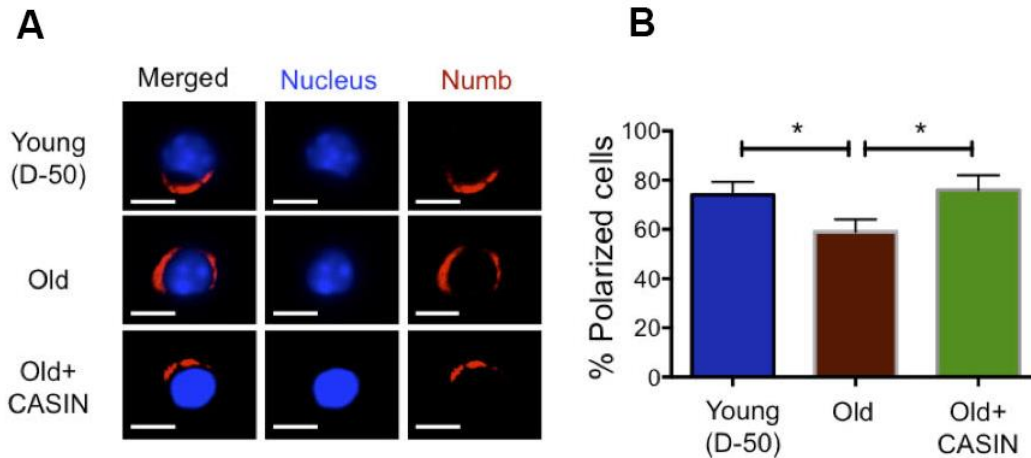 A
Merged Nucleus Numb
Young
(D-50)
Old
Old+
CASIN
B
% Polarized cells
100
80
60
40
20
0
* *
Young
(D-50)
Old
Old+
CASIN